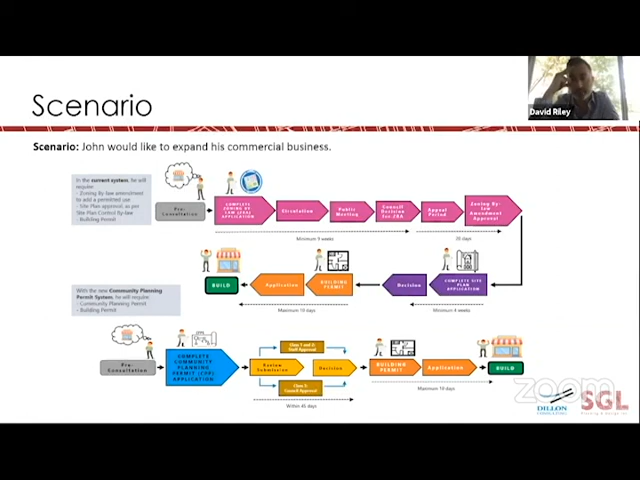 David Riley
Scenario
Scenario: John would like to expand his commercial business.
In the current system, he will
require:
- Zoning By-law amendment
to add a permitted use
- Site Plan approval, as per
Site Plan Control By-law
- Building Permit
Pre-
Consultation
COMPLETE
ZONING BY-
LAW (ZBA)
APPLICATION
Circulation
Public
Meeting
Council
Decision
for ZBA
Appeal
Period
Zoning By-
law
Amendment
Approval
Minimum 9 weeks
20 days
BUILD
Application
BUILDING
PERMIT
Decision
COMPLETE SITE
PLAN
APPLICATION
Maximum 10 days
Minimum 4 weeks
With the new Community Planning
Permit System, he will require:
- Community Planning Permit
- Building Permit
Pre-
Consultation
COMPLETE
COMMUNITY
PLANNING
PERMIT (CPP)
APPLICATION
Class 1 and 2:
Staff Approval
Review
Submission
Decision
Class 3:
Council Approval
Within 45 days
BUILDING
PERMIT
Application
BUILD
Maximum 10 days
zoom
DILLON
CONSULTING
SGL